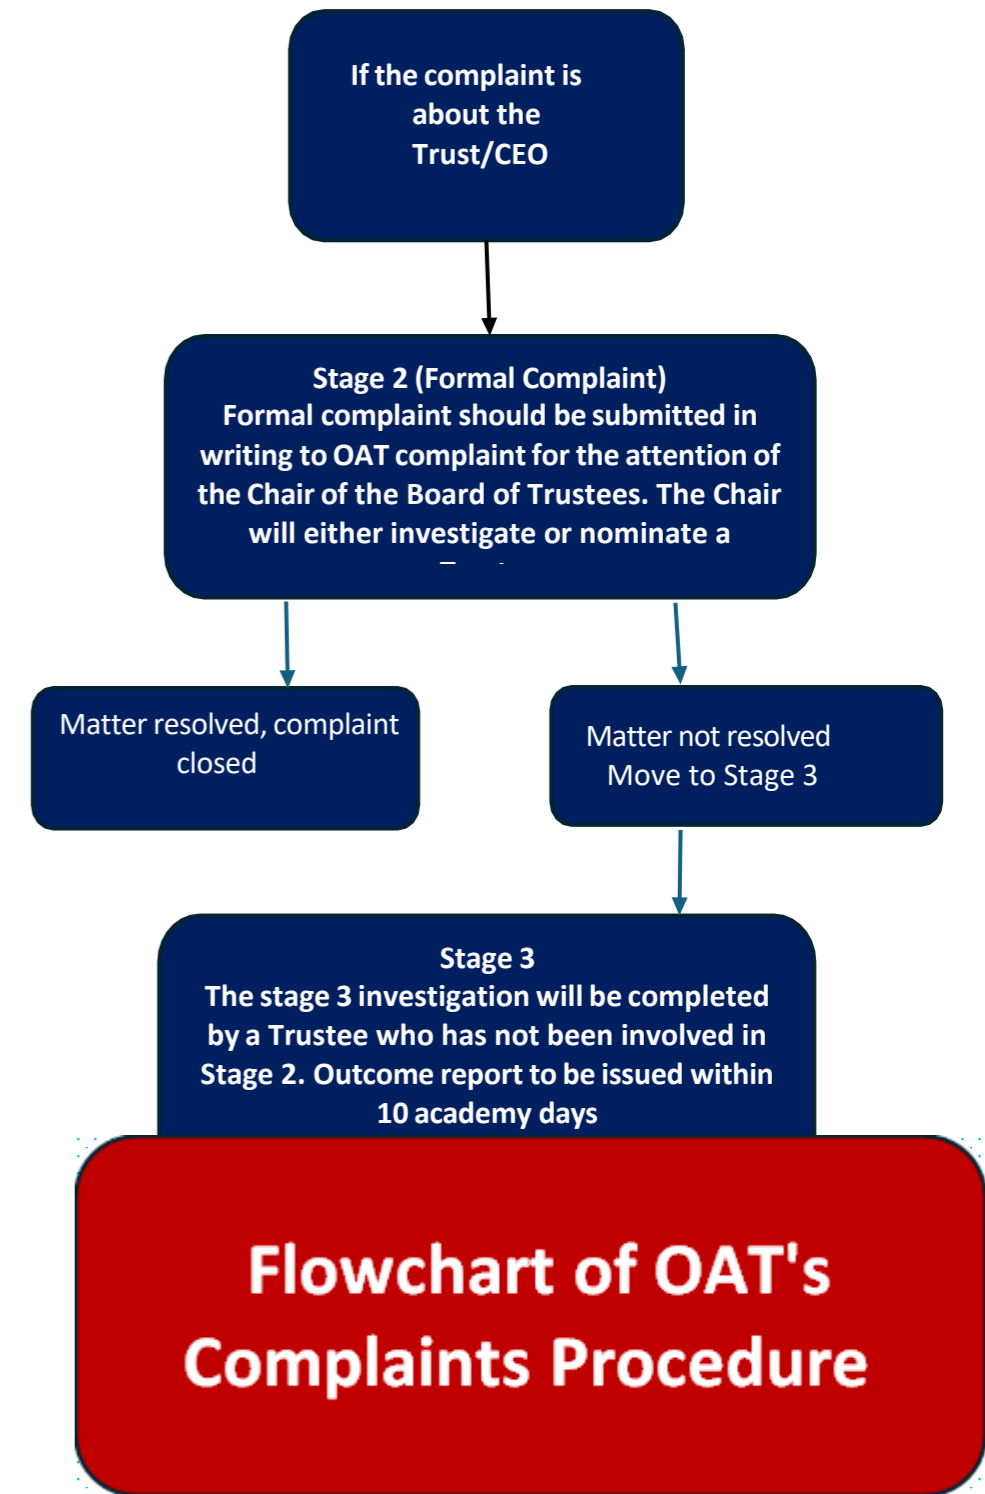 If the complaint is
about the
Trust/CEO
Stage 2 (Formal Complaint)
Formal complaint should be submitted in
writing to OAT complaint for the attention of
the Chair of the Board of Trustees. The Chair
will either investigate or nominate a
Matter resolved, complaint
closed
Matter not resolved
Move to Stage 3
Stage 3
The stage 3 investigation will be completed
by a Trustee who has not been involved in
Stage 2. Outcome report to be issued within
10 academy days
Flowchart of OAT's
Complaints Procedure